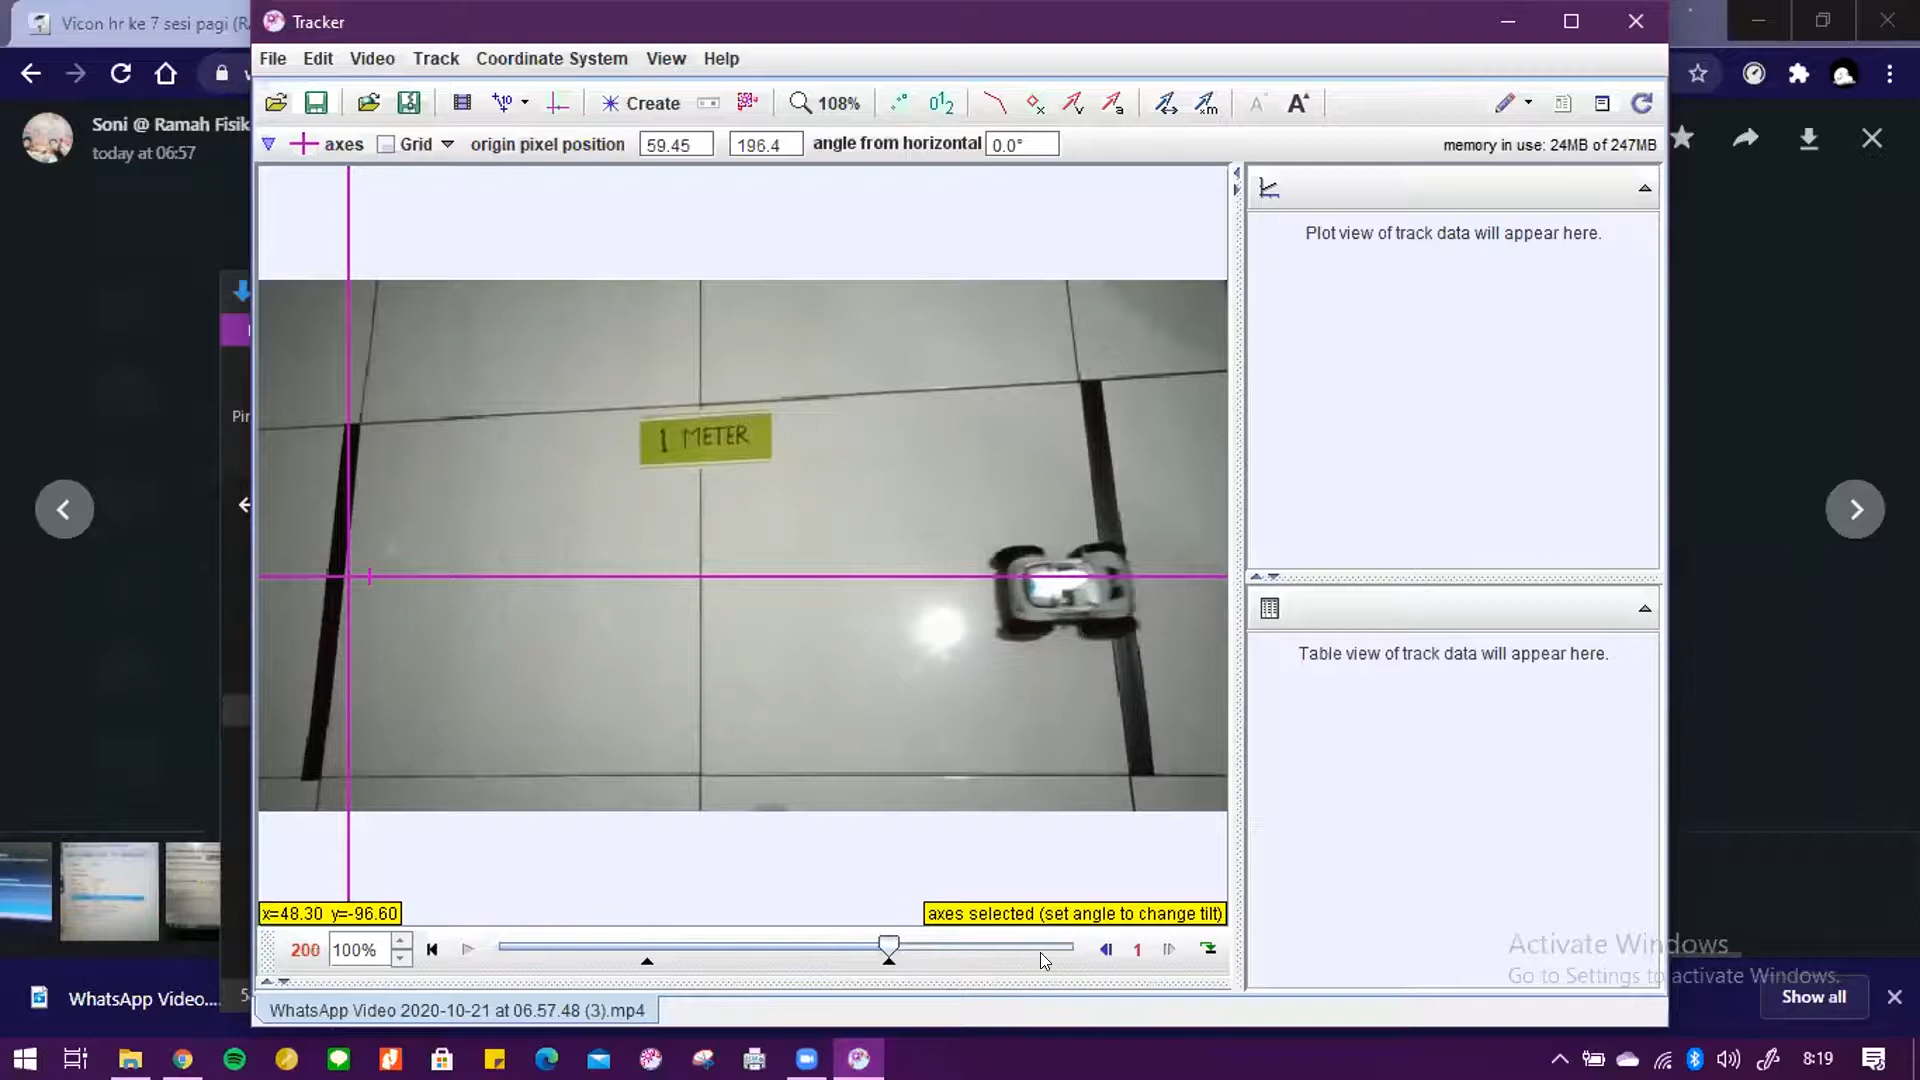 Vicon hr ke 7 sesi pagi (R
Tracker
File Edit Video Track Coordinate System View Help
Create 108%
Soni @ Ramah Fisik
today at 06:57
axes Grid origin pixel position 59.45 196.4 angle from horizontal 0.0° memory in use: 24MB of 247MB
Plot view of track data will appear here.
Pir
1 METER
Table view of track data will appear here.
x=48.30 y=-96.60
axes selected (set angle to change tilt)
200 100% 1
Activate Windows
Go to Settings to activate Windows.
WhatsApp Video....
Show all
WhatsApp Video 2020-10-21 at 06.57.48 (3).mp4
8:19